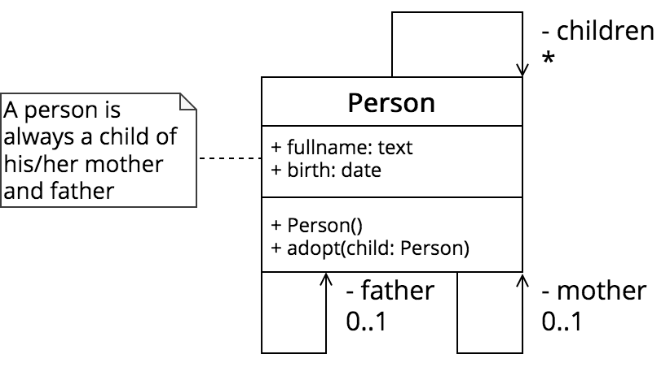 - children
*
Person
A person is
always a child of
his/her mother
and father
+ fullname: text
+ birth: date
+ Person()
+ adopt(child: Person)
- father
0..1
- mother
0..1